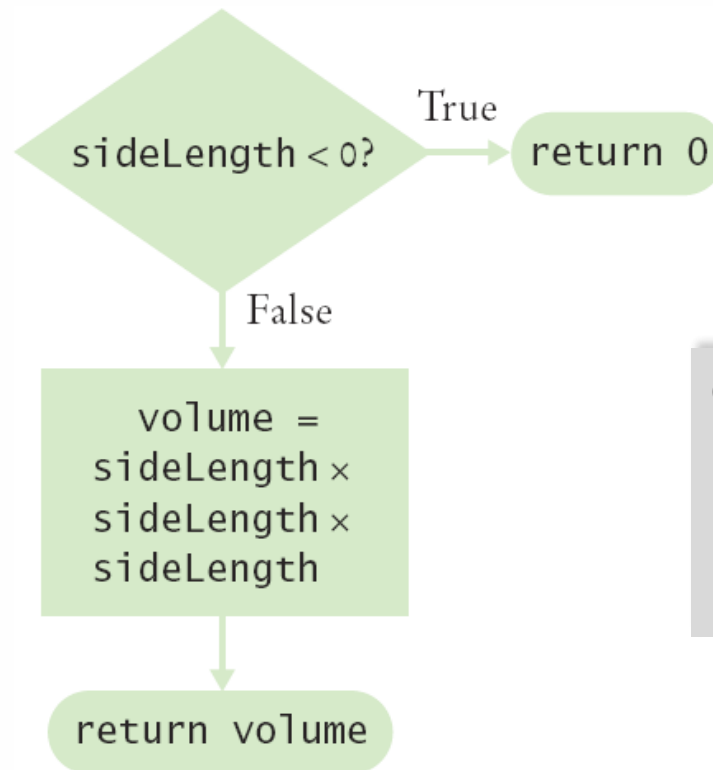 True
sideLength < 0?
return 0
False
volume =
sideLength ×
sideLength ×
sideLength
return volume